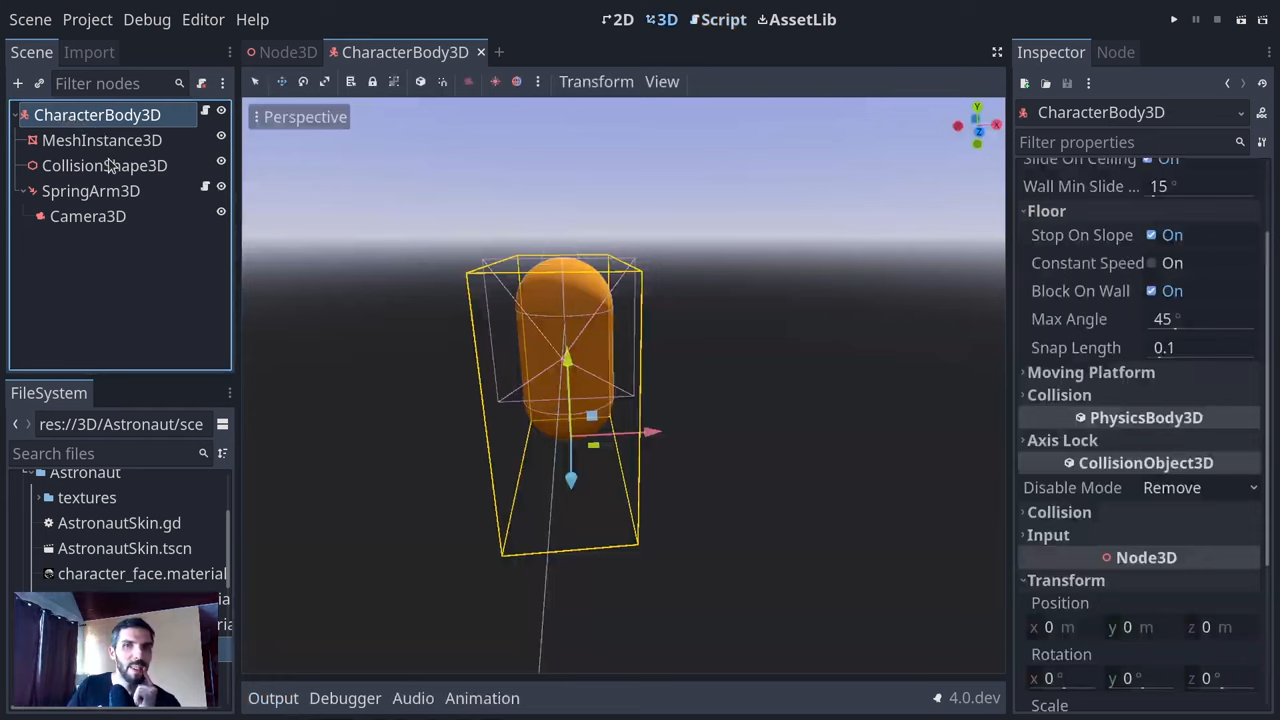 Scene Project Debug Editor Help
2D 3D Script AssetLib
Scene Import
Node3D CharacterBody3D
Inspector Node
Filter nodes
Transform View
CharacterBody3D
MeshInstance3D
CollisionShape3D
SpringArm3D
Camera3D
Perspective
Y
X
Z
CharacterBody3D
Filter properties
Slide On Ceiling On
Wall Min Slide ... 15 °
Floor
Stop On Slope On
Constant Speed On
Block On Wall On
Max Angle 45 °
Snap Length 0.1
Moving Platform
Collision
PhysicsBody3D
Axis Lock
CollisionObject3D
Disable Mode Remove
Collision
Input
Node3D
Transform
Position
x 0 m y 0 m z 0 m
Rotation
x 0 ° y 0 ° z 0 °
Scale
FileSystem
res://3D/Astronaut/sce
Search files
Astronaut
textures
AstronautSkin.gd
AstronautSkin.tscn
character_face.material
Output Debugger Audio Animation
4.0.dev